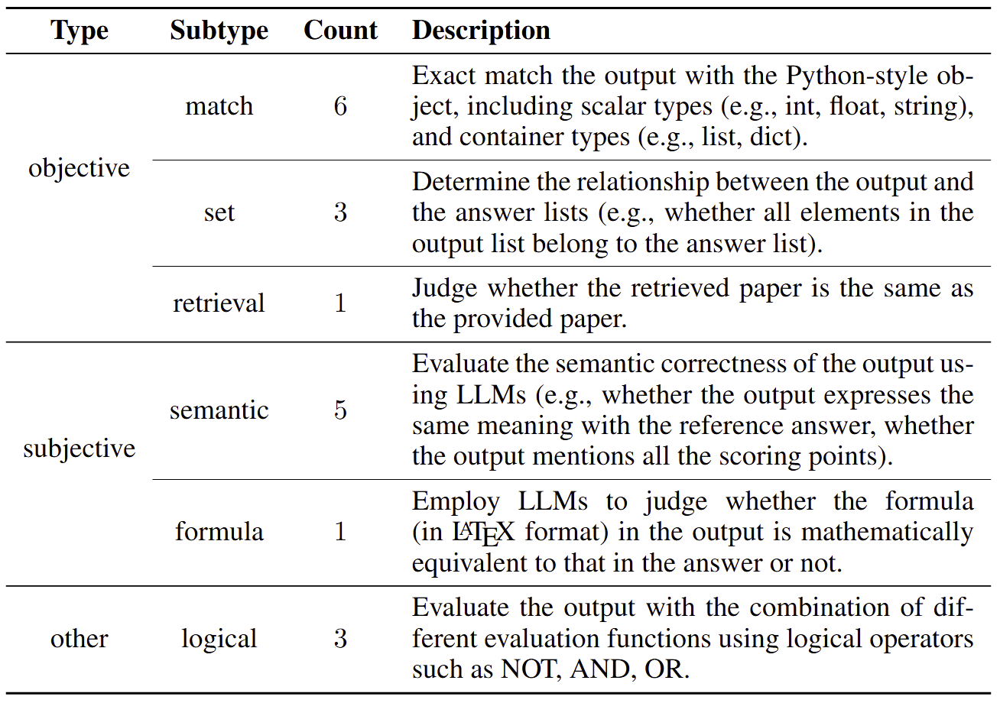 Type Subtype Count Description
Exact match the output with the Python-style ob-
ject, including scalar types (e.g., int, float, string),
and container types (e.g., list, dict).
match 6
objective
Determine the relationship between the output and
the answer lists (e.g., whether all elements in the
output list belong to the answer list).
set 3
Judge whether the retrieved paper is the same as
the provided paper.
retrieval 1
Evaluate the semantic correctness of the output us-
ing LLMs (e.g., whether the output expresses the
same meaning with the reference answer, whether
the output mentions all the scoring points).
semantic 5
subjective
Employ LLMs to judge whether the formula
(in LATEX format) in the output is mathematically
equivalent to that in the answer or not.
formula 1
Evaluate the output with the combination of dif-
ferent evaluation functions using logical operators
such as NOT, AND, OR.
other logical 3